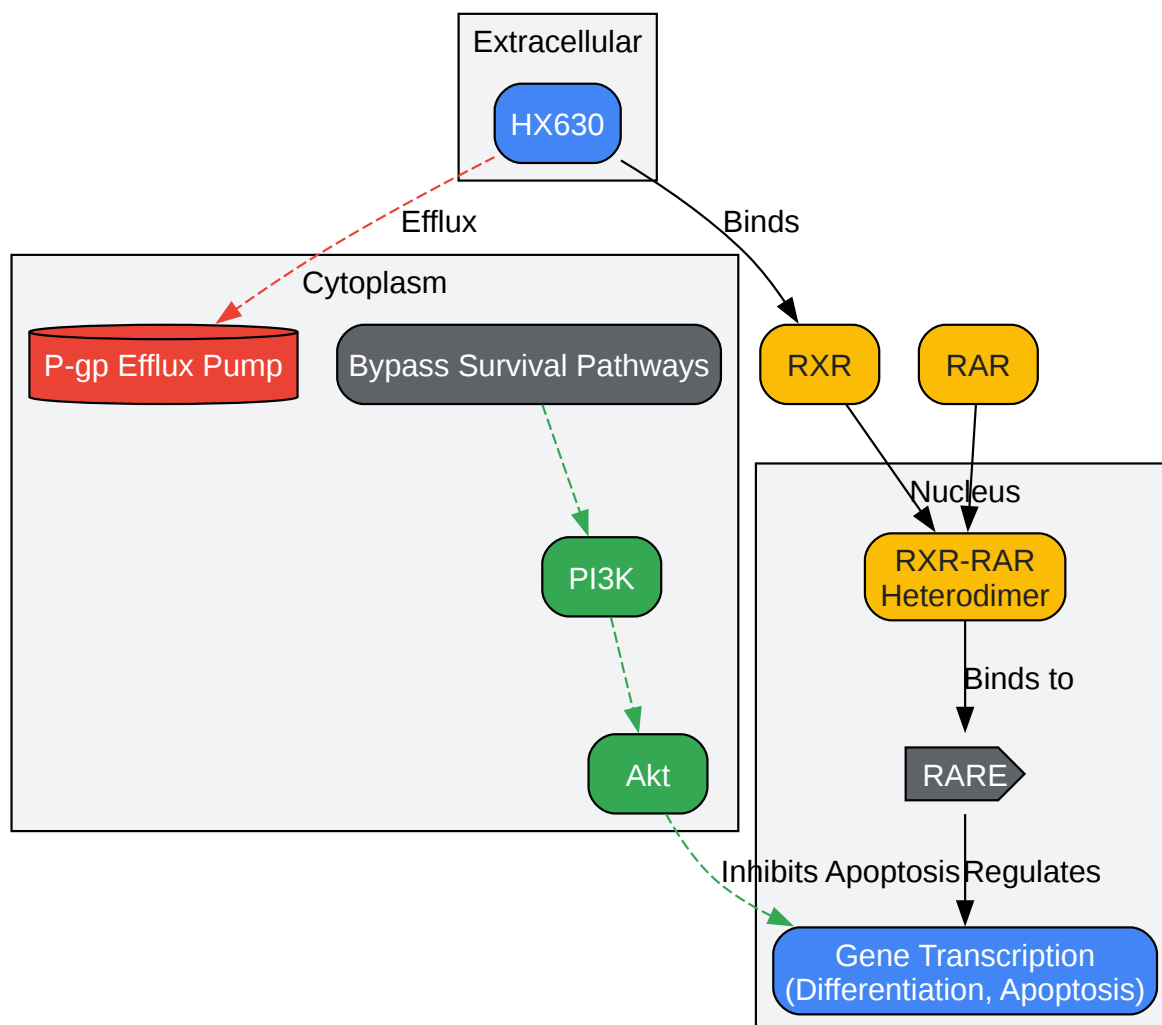 Extracellular
HX630
Efflux
Binds
Cytoplasm
P-gp Efflux Pump
Bypass Survival Pathways
RXR
RAR
Nucleus
PI3K
RXR-RAR
Heterodimer
Binds to
Akt
RARE
Inhibits Apoptosis
Regulates
Gene Transcription
(Differentiation, Apoptosis)